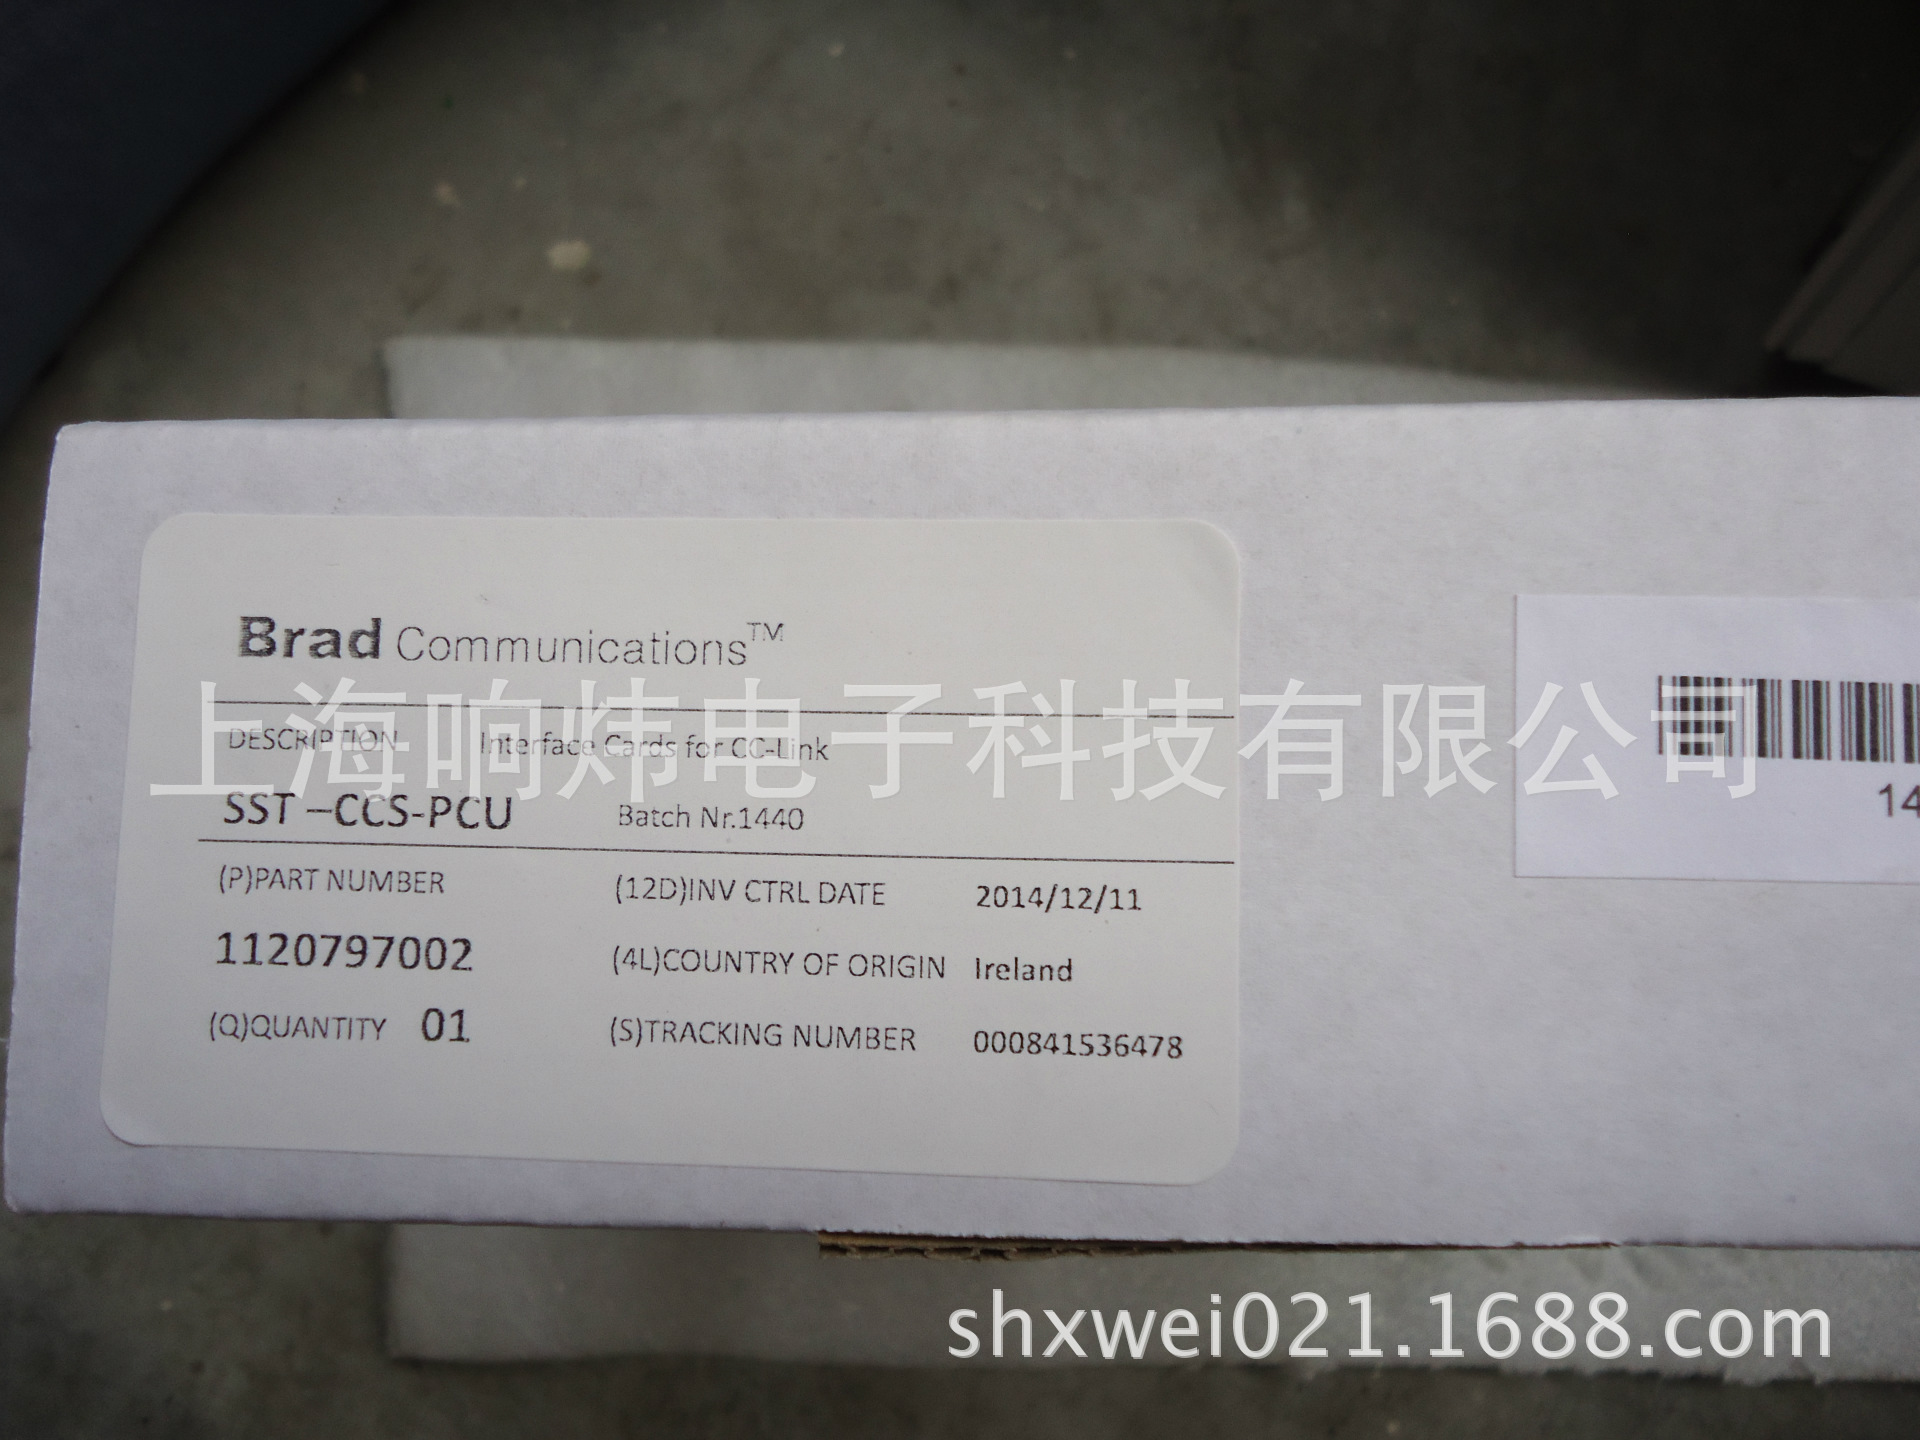 Brad Communications™
上海响炜电子科技有限公司
DESCRIPTION Interface Cards for CC-Link
SST –CCS-PCU Batch Nr.1440
14
(P)PART NUMBER (12D)INV CTRL DATE 2014/12/11
1120797002 (4L)COUNTRY OF ORIGIN Ireland
(Q)QUANTITY 01 (S)TRACKING NUMBER 000841536478
shxwei021.1688.com